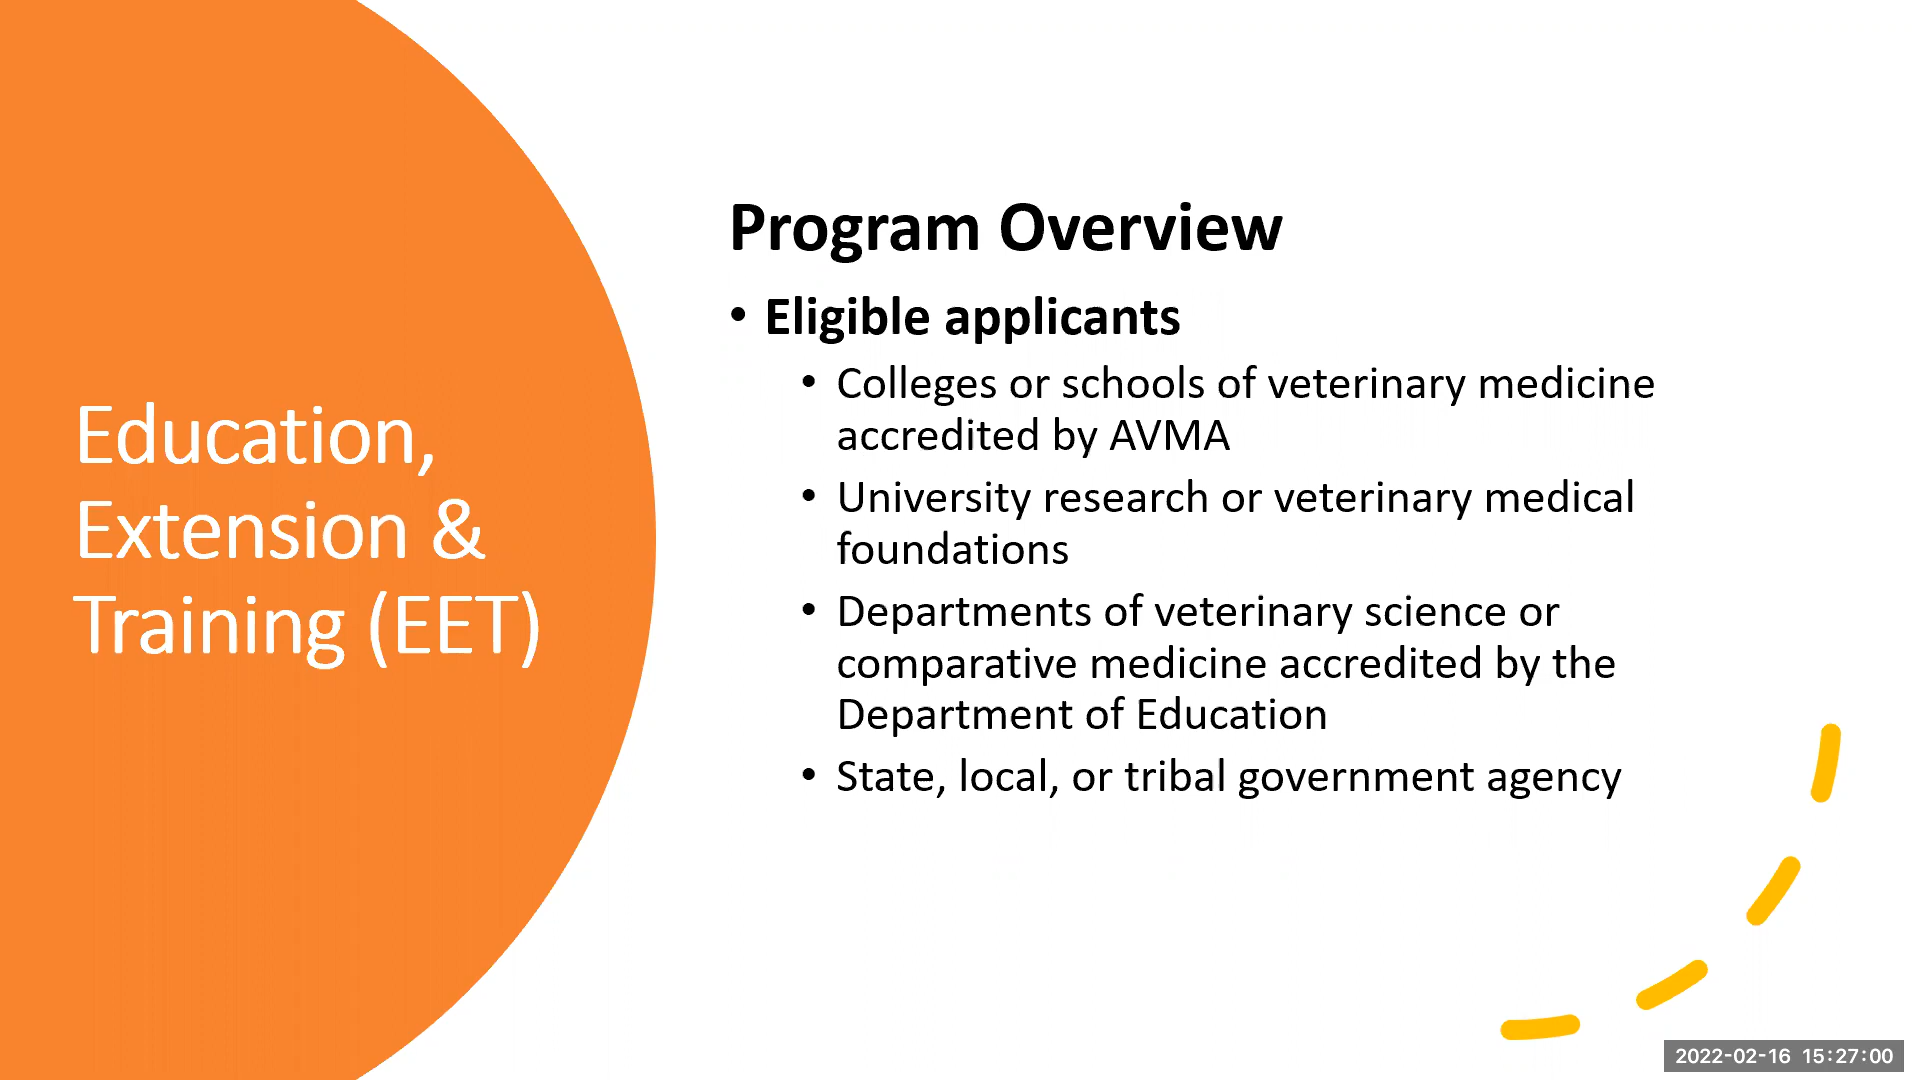 Education,
Extension &
Training (EET)
Program Overview
• Eligible applicants
• Colleges or schools of veterinary medicine
accredited by AVMA
• University research or veterinary medical
foundations
• Departments of veterinary science or
comparative medicine accredited by the
Department of Education
• State, local, or tribal government agency
2022-02-16 15:27:00